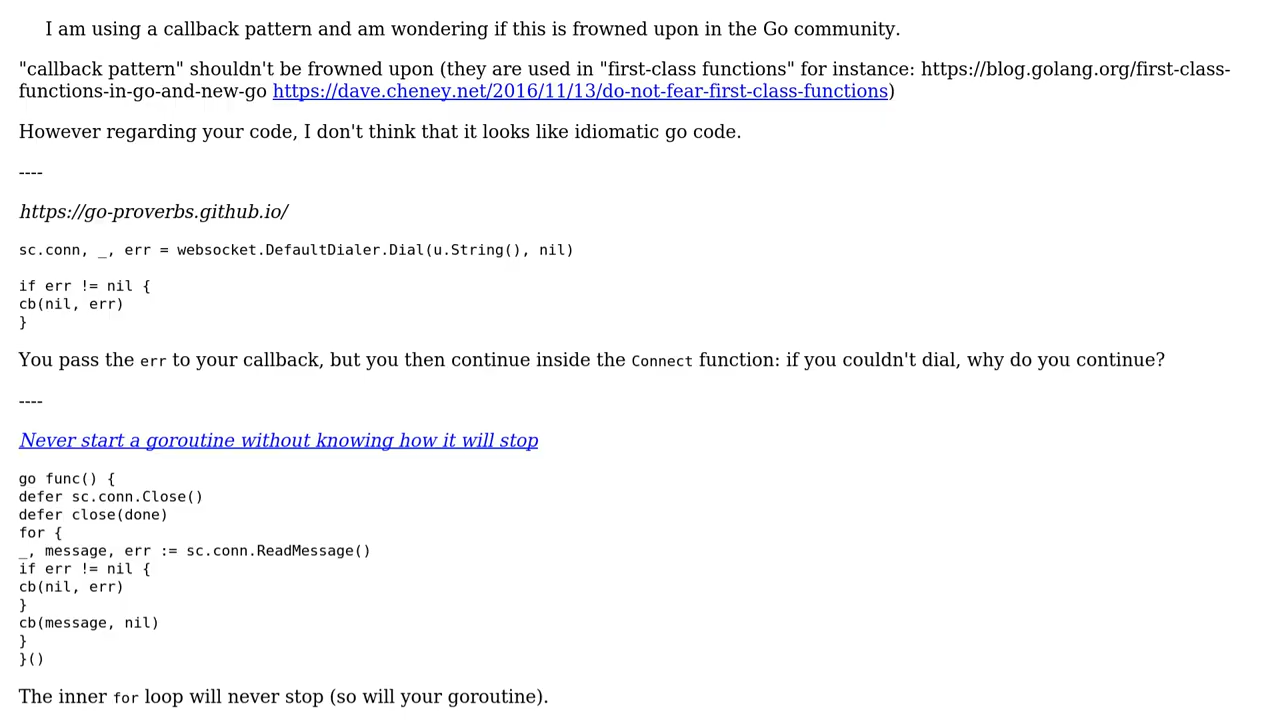 I am using a callback pattern and am wondering if this is frowned upon in the Go community.
"callback pattern" shouldn't be frowned upon (they are used in "first-class functions" for instance: https://blog.golang.org/first-class-
functions-in-go-and-new-go https://dave.cheney.net/2016/11/13/do-not-fear-first-class-functions)
However regarding your code, I don't think that it looks like idiomatic go code.
----
https://go-proverbs.github.io/
sc.conn, _, err = websocket.DefaultDialer.Dial(u.String(), nil)
if err != nil {
cb(nil, err)
}
You pass the err to your callback, but you then continue inside the Connect function: if you couldn't dial, why do you continue?
----
Never start a goroutine without knowing how it will stop
go func() {
defer sc.conn.Close()
defer close(done)
for {
_, message, err := sc.conn.ReadMessage()
if err != nil {
cb(nil, err)
}
cb(message, nil)
}
}()
The inner for loop will never stop (so will your goroutine).